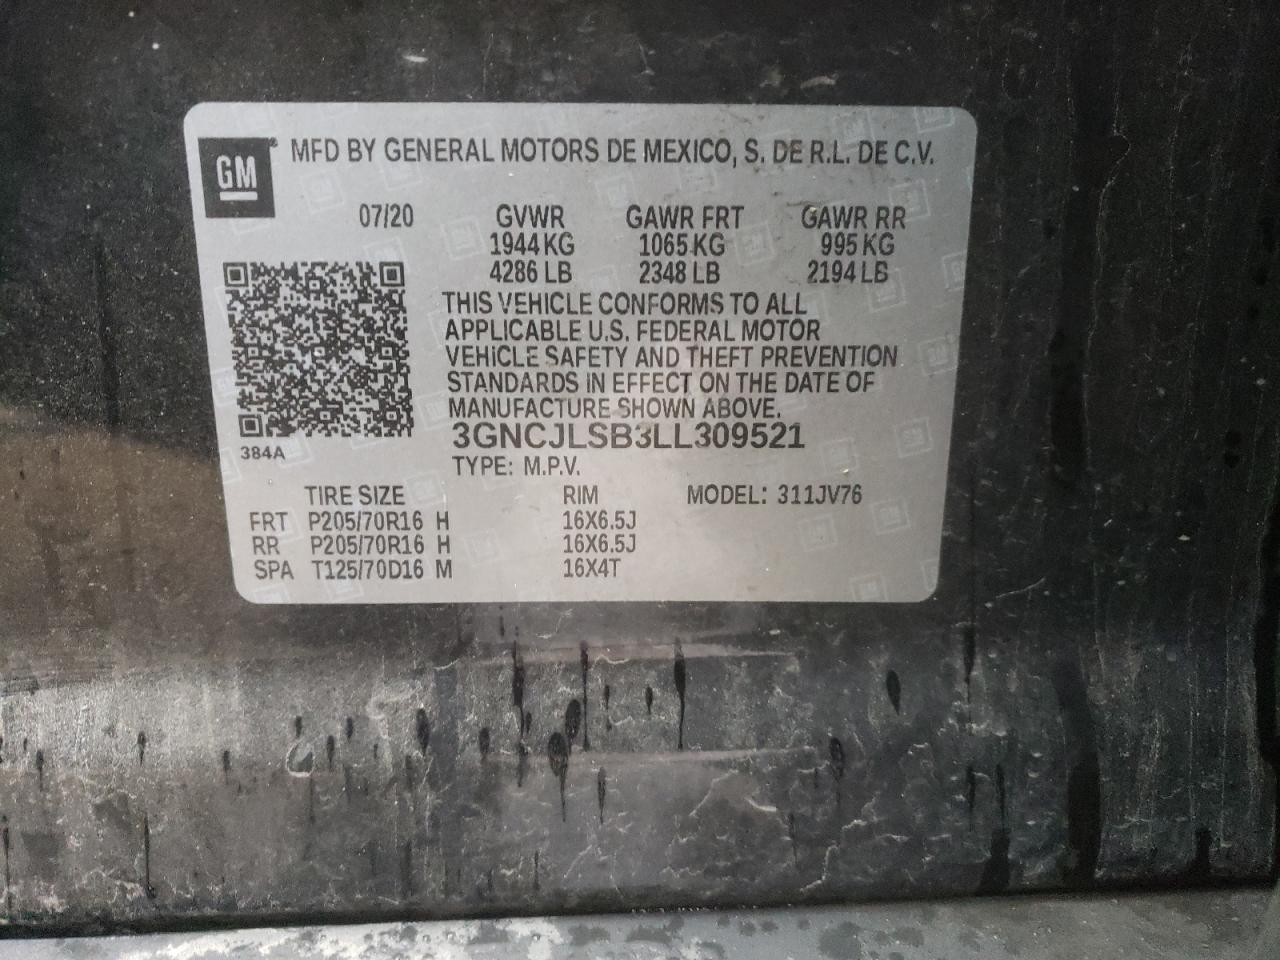 GM ® MFD BY GENERAL MOTORS DE MEXICO, S. DE R.L. DE C.V.
07/20 GVWR GAWR FRT GAWR RR
1944 KG 1065 KG 995 KG
4286 LB 2348 LB 2194 LB
THIS VEHICLE CONFORMS TO ALL
APPLICABLE U.S. FEDERAL MOTOR
VEHICLE SAFETY AND THEFT PREVENTION
STANDARDS IN EFFECT ON THE DATE OF
MANUFACTURE SHOWN ABOVE.
3GNCJLSB3LL309521
384A
TYPE: M.P.V.
TIRE SIZE RIM MODEL: 311JV76
FRT P205/70R16 H 16X6.5J
RR P205/70R16 H 16X6.5J
SPA T125/70D16 M 16X4T